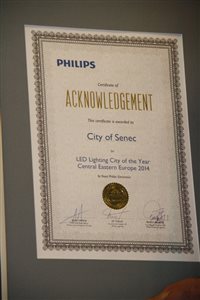 PHILIPS
Certificate of
ACKNOWLEDGEMENT
This certificate is awarded to
City of Senec
for
LED Lighting City of the Year
Central Eastern Europe 2014